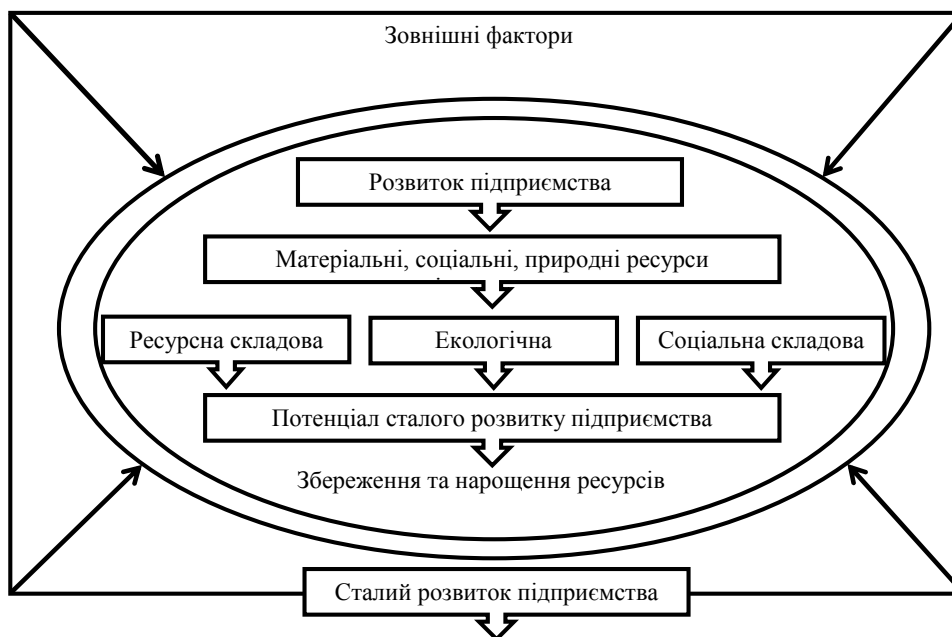 Зовнішні фактори
Розвиток підприємства
Матеріальні, соціальні, природні ресурси
Ресурсна складова
Екологічна
Соціальна складова
Потенціал сталого розвитку підприємства
Збереження та нарощення ресурсів
Сталий розвиток підприємства